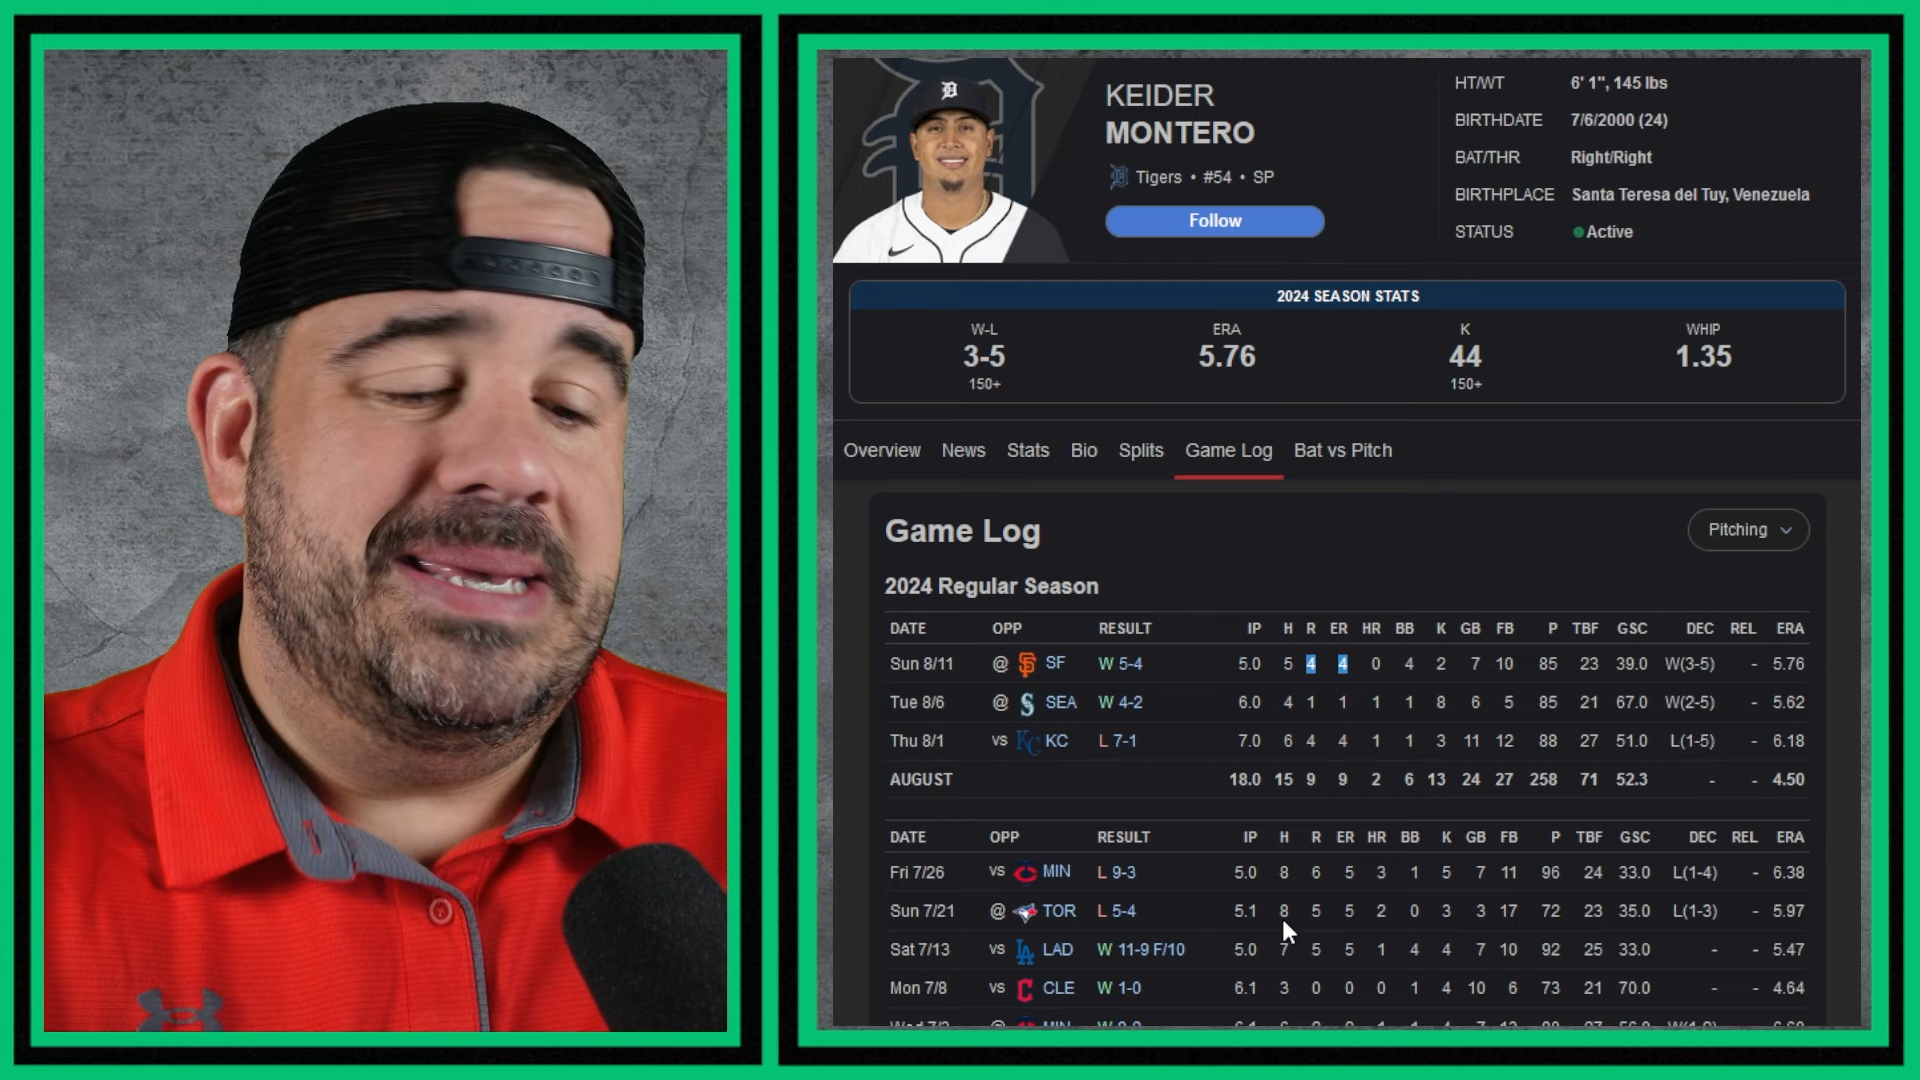 KEIDER
MONTERO
Tigers • #54 • SP
Follow
HT/WT 6' 1", 145 lbs
BIRTHDATE 7/6/2000 (24)
BAT/THR Right/Right
BIRTHPLACE Santa Teresa del Tuy, Venezuela
STATUS Active
2024 SEASON STATS
W-L ERA K WHIP
3-5 5.76 44 1.35
150+ 150+
Overview News Stats Bio Splits Game Log Bat vs Pitch
Game Log Pitching
2024 Regular Season
DATE OPP RESULT IP H R ER HR BB K GB FB P TBF GSC DEC REL ERA
Sun 8/11 @ SF W 5-4 5.0 5 4 4 0 4 2 7 10 85 23 39.0 W(3-5) - 5.76
Tue 8/6 @ SEA W 4-2 6.0 4 1 1 1 1 8 6 5 85 21 67.0 W(2-5) - 5.62
Thu 8/1 vs KC L 7-1 7.0 6 4 4 1 1 3 11 12 88 27 51.0 L(1-5) - 6.18
AUGUST 18.0 15 9 9 2 6 13 24 27 258 71 52.3 - - 4.50
DATE OPP RESULT IP H R ER HR BB K GB FB P TBF GSC DEC REL ERA
Fri 7/26 vs MIN L 9-3 5.0 8 6 5 3 1 5 7 11 96 24 33.0 L(1-4) - 6.38
Sun 7/21 @ TOR L 5-4 5.1 8 5 5 2 0 3 3 17 72 23 35.0 L(1-3) - 5.97
Sat 7/13 vs LAD W 11-9 F/10 5.0 7 5 5 1 4 4 7 10 92 25 33.0 - - 5.47
Mon 7/8 vs CLE W 1-0 6.1 3 0 0 0 1 4 10 6 73 21 70.0 - - 4.64